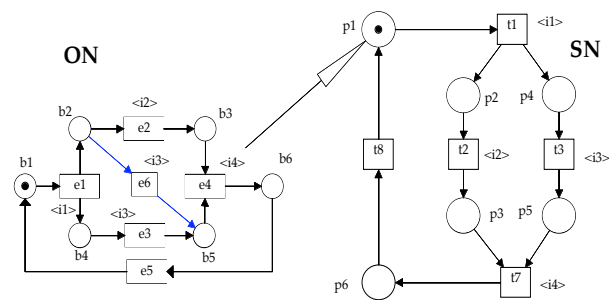 ON
SN
p1
t1
<i1>
p2
p4
t8
t2
<i2>
t3
<i3>
p3
p5
p6
t7
<i4>
<i2>
b2
e2
b3
<i3>
<i4>
b1
e1
e6
e4
b6
<i1>
<i3>
b4
e3
b5
e5